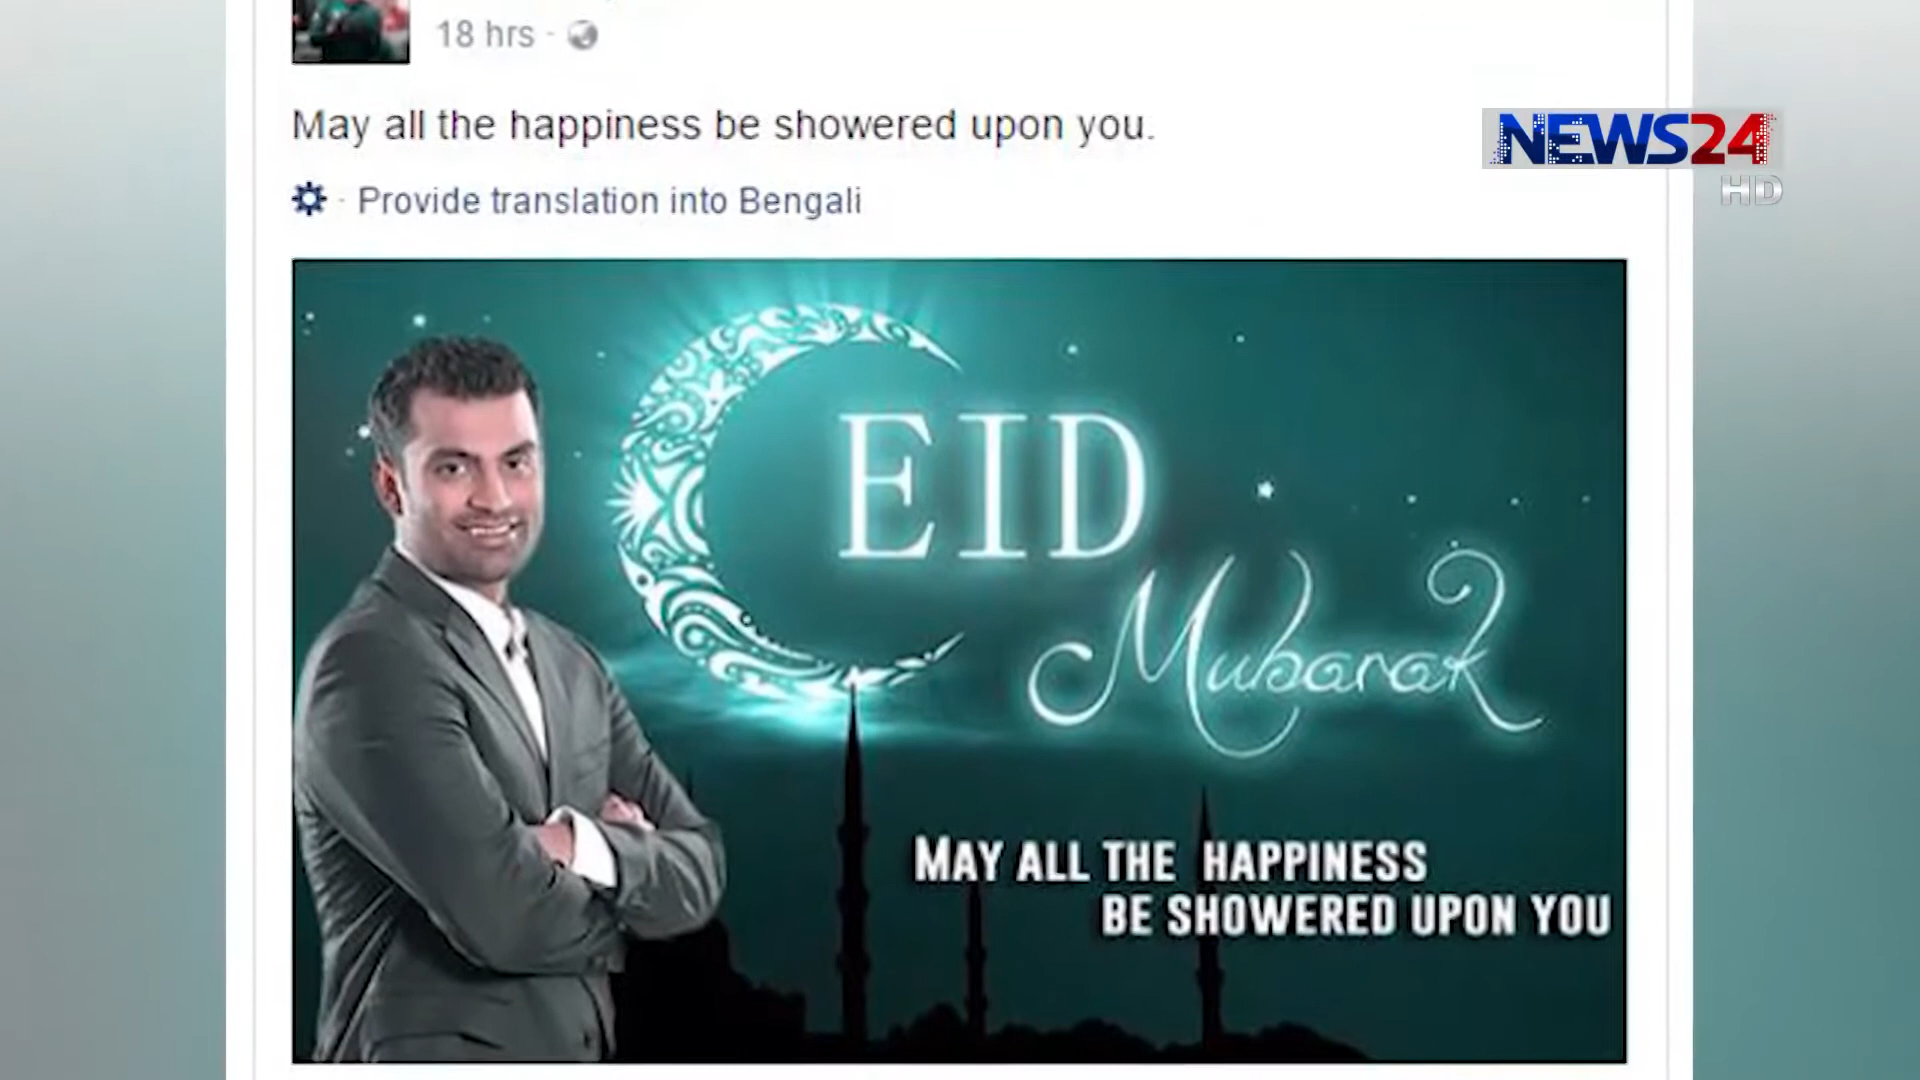 18 hrs ·
May all the happiness be showered upon you.
NEWS24
HD
· Provide translation into Bengali
EID
Mubarak
MAY ALL THE HAPPINESS
BE SHOWERED UPON YOU